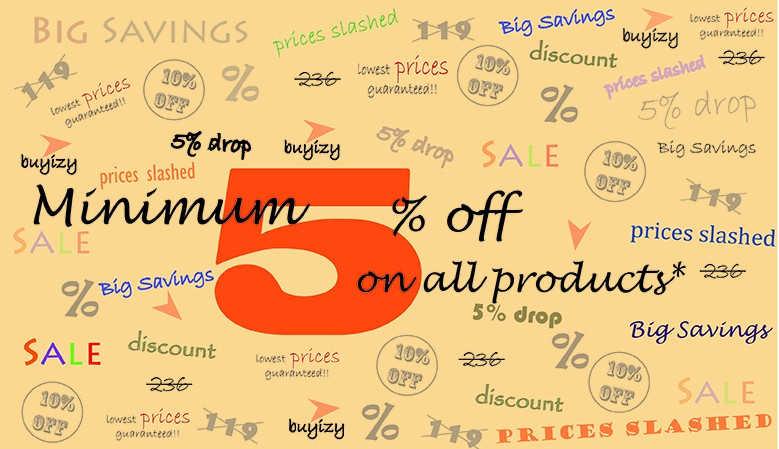 BIG SAVINGS
prices slashed
119
Big Savings
buyizy
lowest prices
guaranteed!!
119
lowest prices
guaranteed!!
10%
OFF
%
236
lowest prices
guaranteed!!
10%
OFF
discount
%
prices slashed
236
5% drop
buyizy
5% drop
buyizy
5% drop
SALE
10%
OFF
Big Savings
prices slashed
119
Minimum 5% off
on all products*
SALE
prices slashed
236
%
Big Savings
5% drop
Big Savings
SALE
discount
lowest prices
guaranteed!!
10%
OFF
236
%
236
10%
OFF
discount
SALE
10%
OFF
lowest prices
guaranteed!!
119
buyizy
%
119
PRICES SLASHED